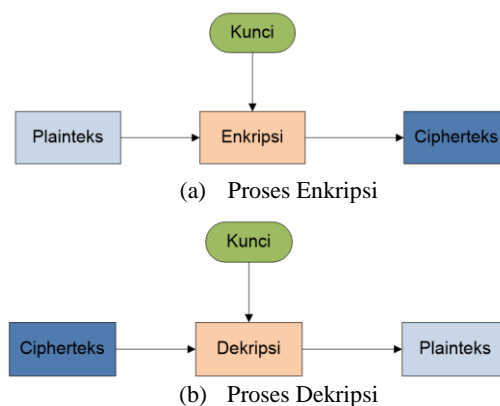 Kunci
Plainteks Enkripsi Cipherteks
(a) Proses Enkripsi
Kunci
Cipherteks Dekripsi Plainteks
(b) Proses Dekripsi